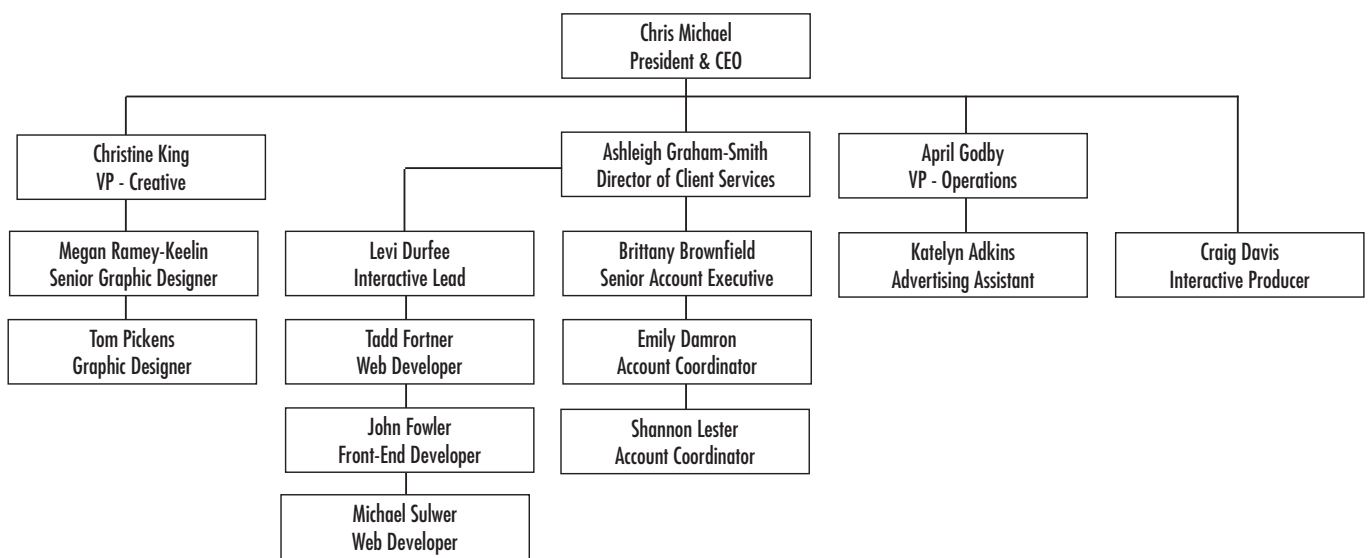 Chris Michael
President & CEO
Christine King
VP - Creative
Ashleigh Graham-Smith
Director of Client Services
April Godby
VP - Operations
Megan Ramey-Keelin
Senior Graphic Designer
Levi Durfee
Interactive Lead
Brittany Brownfield
Senior Account Executive
Katelyn Adkins
Advertising Assistant
Craig Davis
Interactive Producer
Tom Pickens
Graphic Designer
Tadd Fortner
Web Developer
Emily Damron
Account Coordinator
John Fowler
Front-End Developer
Shannon Lester
Account Coordinator
Michael Sulwer
Web Developer